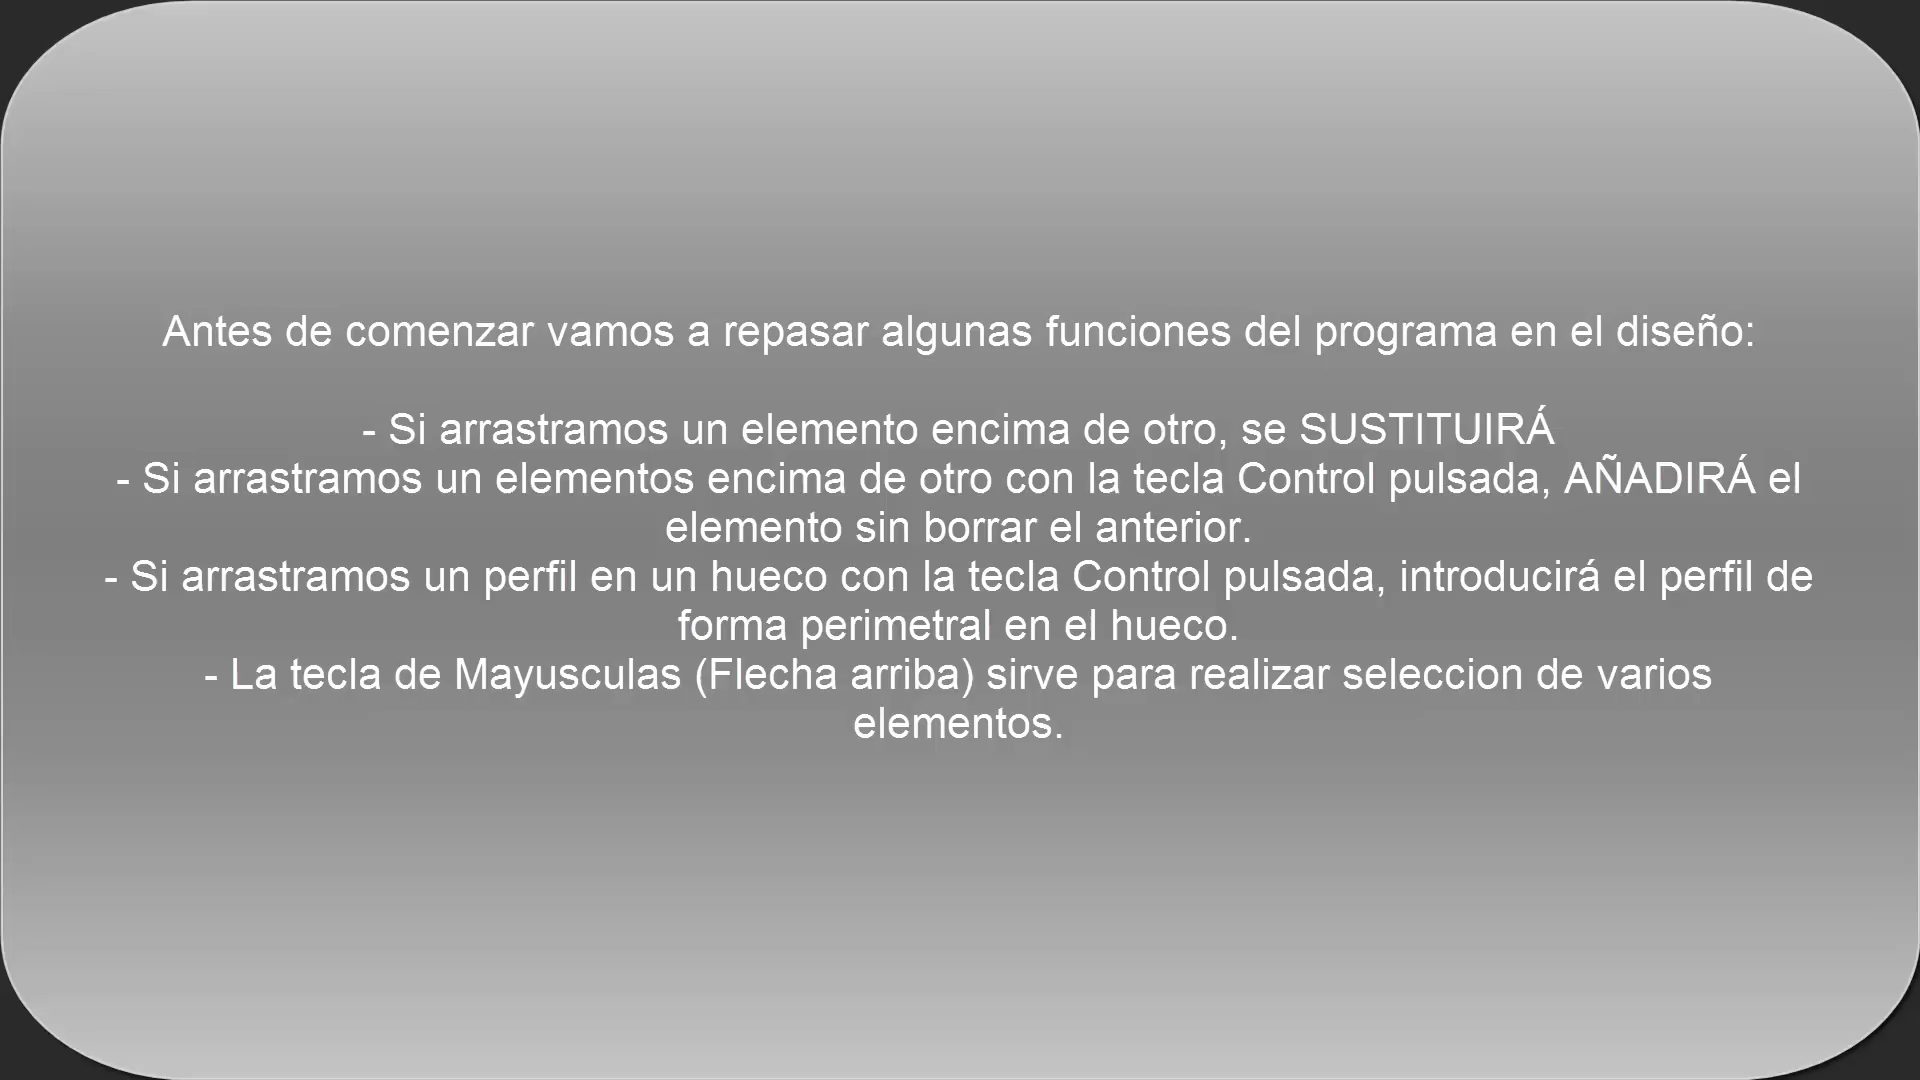 Antes de comenzar vamos a repasar algunas funciones del programa en el diseño:
- Si arrastramos un elemento encima de otro, se SUSTITUIRÁ
- Si arrastramos un elementos encima de otro con la tecla Control pulsada, AÑADIRÁ el
elemento sin borrar el anterior.
- Si arrastramos un perfil en un hueco con la tecla Control pulsada, introducirá el perfil de
forma perimetral en el hueco.
- La tecla de Mayusculas (Flecha arriba) sirve para realizar seleccion de varios
elementos.